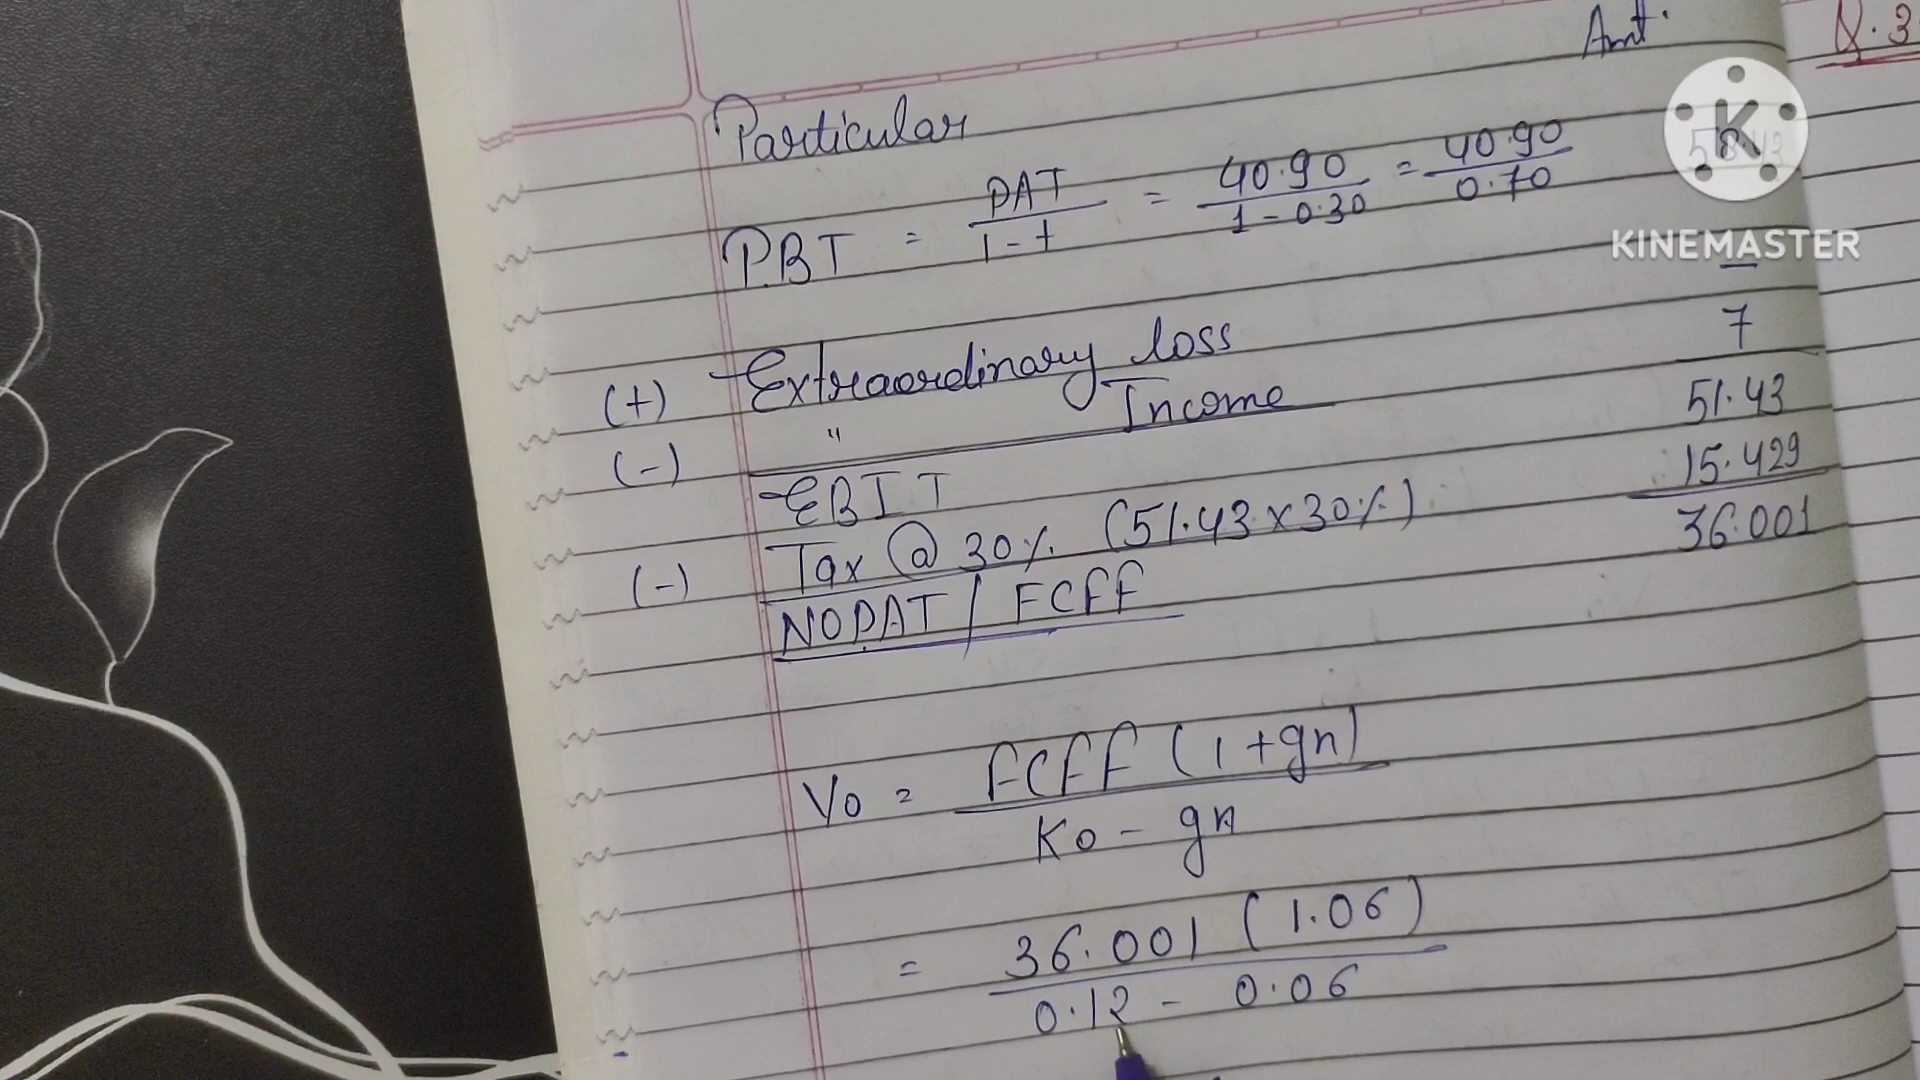 Amt.
Q.3
Particular
P.B.T = PAT / 1-t = 40.90 / 1-0.30 = 40.90 / 0.70
K
KINEMASTER
(+) Extraordinary loss —
(-) " Income 7
EBIT 51.43
(-) Tax @ 30% (51.43 x 30%) 15.429
NOPAT / FCFF 36.001
V0 = FCFF (1+gn) / K0 - gn
= 36.001 (1.06) / 0.12 - 0.06